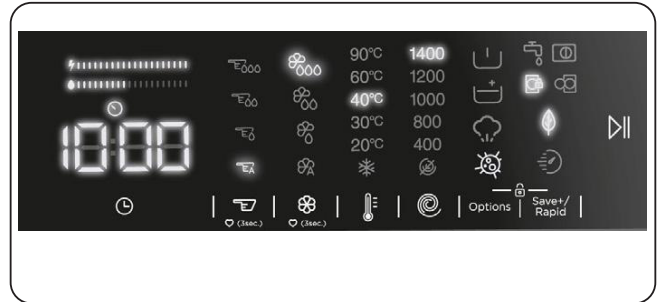 90°C 1400
60°C 1200
40°C 1000
10:00 30°C 800
20°C 400
A A
Options Save+/
Rapid
(3sec.) (3sec.)